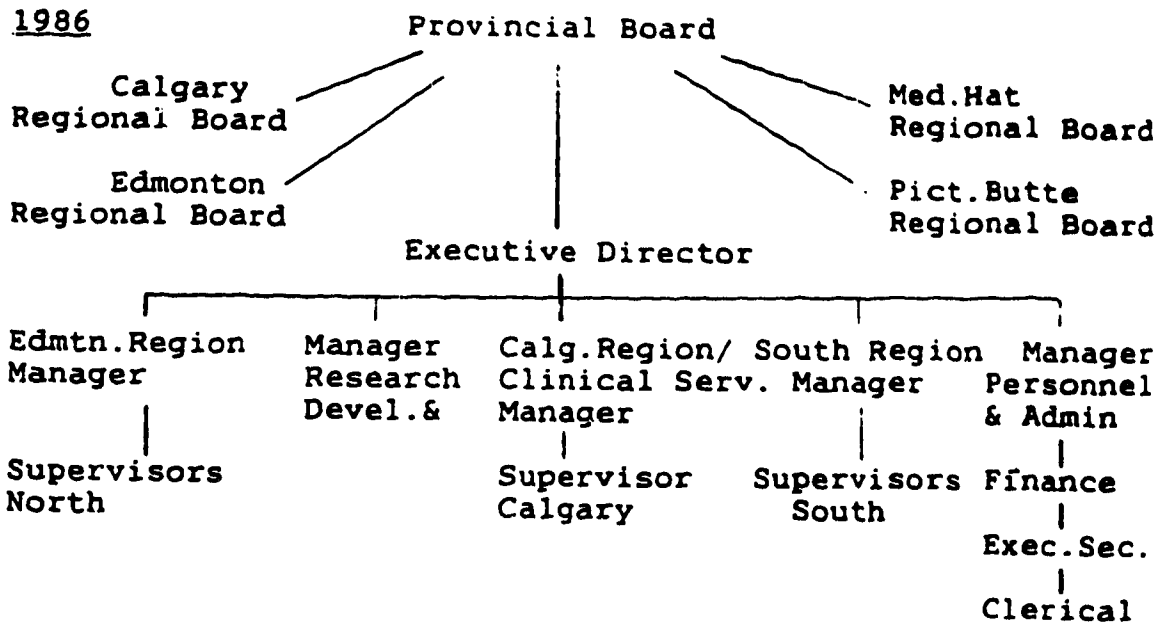 1986
Provincial Board
Calgary
Regional Board
Med.Hat
Regional Board
Edmonton
Regional Board
Pict.Butte
Regional Board
Executive Director
Edmtn.Region
Manager
Manager
Research
Devel.&
Calg.Region/
Clinical Serv.
Manager
South Region
Manager
Manager
Personnel
& Admin
Supervisors
North
Supervisor
Calgary
Supervisors
South
Finance
Exec.Sec.
Clerical